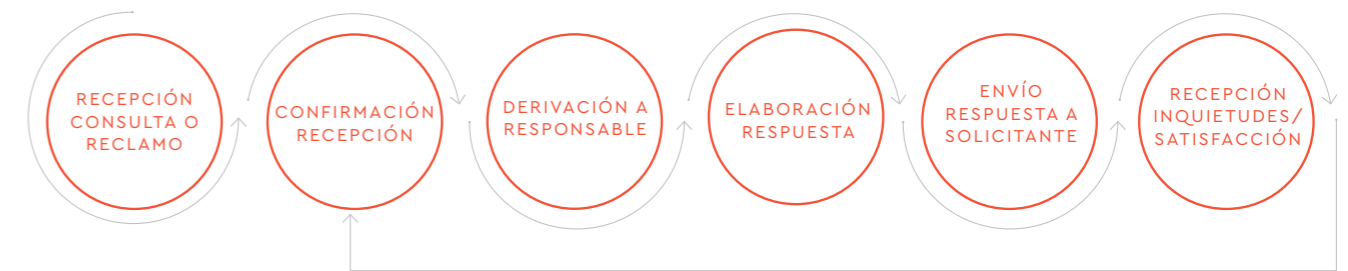 RECEPCIÓN
CONSULTA O
RECLAMO
CONFIRMACIÓN
RECEPCIÓN
DERIVACIÓN A
RESPONSABLE
ELABORACIÓN
RESPUESTA
ENVÍO
RESPUESTA A
SOLICITANTE
RECEPCIÓN
INQUIETUDES/
SATISFACCIÓN